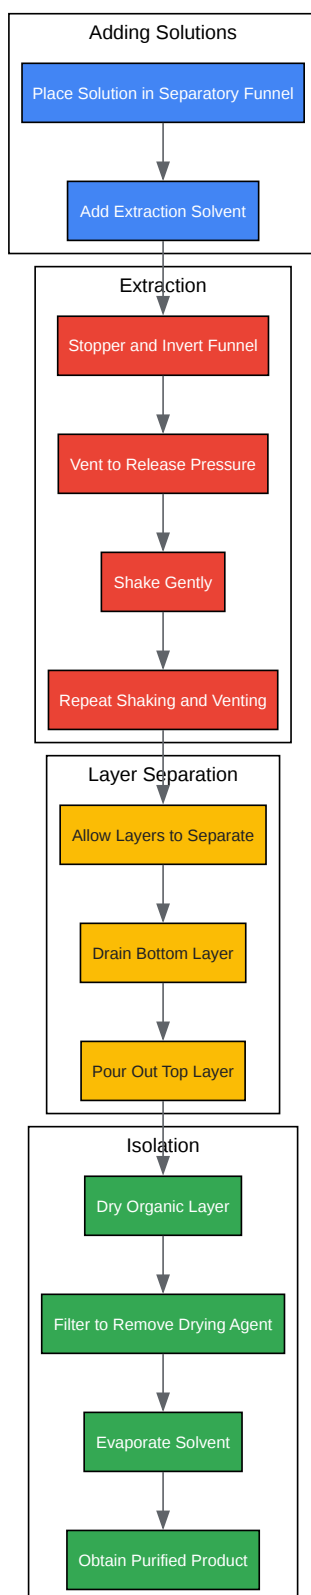 Adding Solutions
Place Solution in Separatory Funnel
Add Extraction Solvent
Extraction
Stopper and Invert Funnel
Vent to Release Pressure
Shake Gently
Repeat Shaking and Venting
Layer Separation
Allow Layers to Separate
Drain Bottom Layer
Pour Out Top Layer
Isolation
Dry Organic Layer
Filter to Remove Drying Agent
Evaporate Solvent
Obtain Purified Product